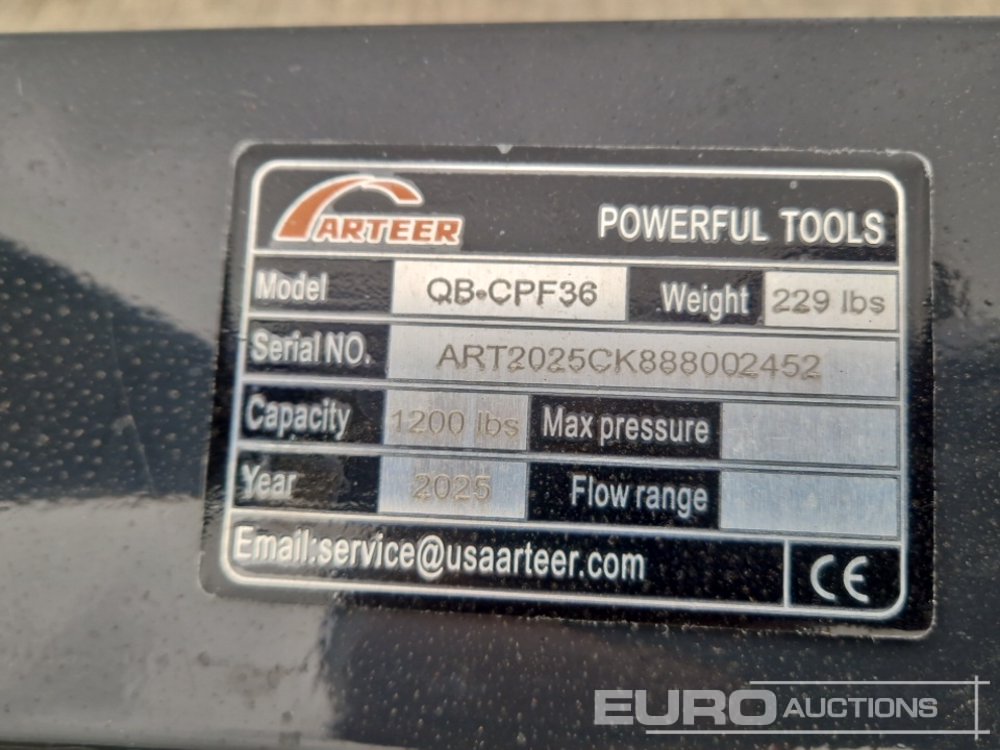 ARTEER POWERFUL TOOLS
Model QB-CPF36 Weight 229 lbs
Serial NO. ART2025CK888002452
Capacity 1200 lbs Max pressure
Year 2025 Flow range
Email:service@usaarteer.com CE
EURO AUCTIONS